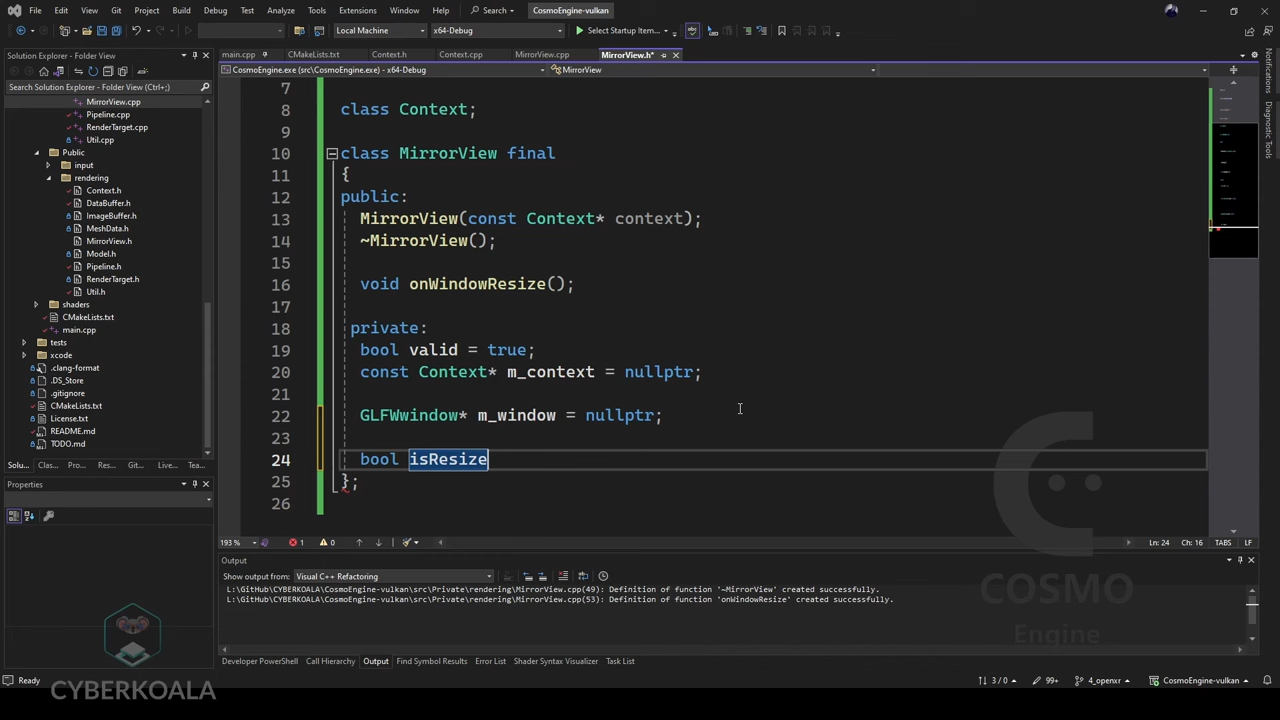 File Edit View Git Project Build Debug Test Analyze Tools Extensions Window Help Search CosmoEngine-vulkan
Local Machine x64-Debug Select Startup Item...
Solution Explorer - Folder View
main.cpp CMakeLists.txt Context.h Context.cpp MirrorView.cpp MirrorView.h*
CosmoEngine.exe (src\CosmoEngine.exe) - x64-Debug MirrorView
Search Solution Explorer - Folder View (Ctrl+;)
MirrorView.cpp
Pipeline.cpp
RenderTarget.cpp
Util.cpp
Public
input
rendering
Context.h
DataBuffer.h
ImageBuffer.h
MeshData.h
MirrorView.h
Model.h
Pipeline.h
RenderTarget.h
Util.h
shaders
CMakeLists.txt
main.cpp
tests
xcode
.clang-format
.DS_Store
.gitignore
CMakeLists.txt
License.txt
README.md
TODO.md
Solu... Clas... Pro... Res... Live... Tea...
Properties
7
8 class Context;
9
10 class MirrorView final
11 {
12 public:
13 MirrorView(const Context* context);
14 ~MirrorView();
15
16 void onWindowResize();
17
18 private:
19 bool valid = true;
20 const Context* m_context = nullptr;
21
22 GLFWwindow* m_window = nullptr;
23
24 bool isResize
25 };
26
193 % 1 0 Ln: 24 Ch: 16 TABS LF
Output
Show output from: Visual C++ Refactoring
L:\GitHub\CYBERKOALA\CosmoEngine-vulkan\src\Private\rendering\MirrorView.cpp(49): Definition of function '~MirrorView' created successfully.
L:\GitHub\CYBERKOALA\CosmoEngine-vulkan\src\Private\rendering\MirrorView.cpp(53): Definition of function 'onWindowResize' created successfully.
Developer PowerShell Call Hierarchy Output Find Symbol Results Error List Shader Syntax Visualizer Task List
Ready 3 / 0 99+ 4_openxr CosmoEngine-vulkan
Notifications
Diagnostic Tools
COSMO
Engine
CYBERKOALA